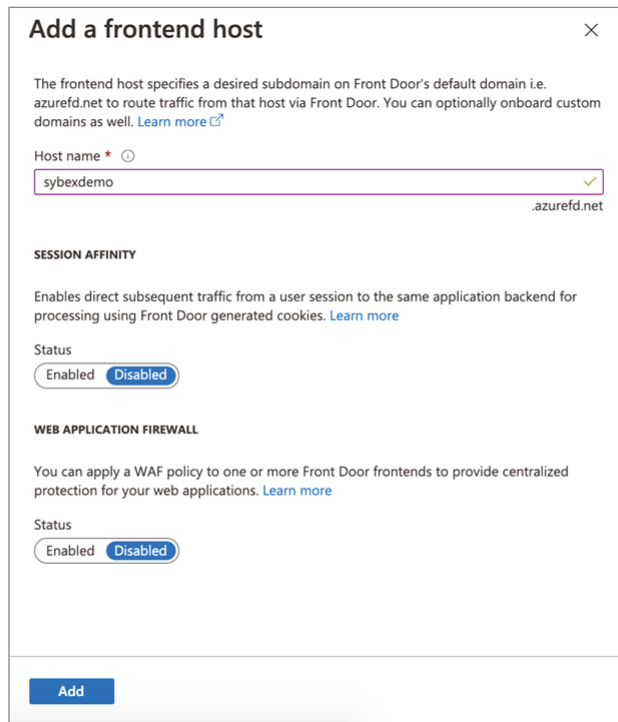 Add a frontend host
The frontend host specifies a desired subdomain on Front Door's default domain i.e.
azurefd.net to route traffic from that host via Front Door. You can optionally onboard custom
domains as well. Learn more
Host name *
sybexdemo
.azurefd.net
SESSION AFFINITY
Enables direct subsequent traffic from a user session to the same application backend for
processing using Front Door generated cookies. Learn more
Status
Enabled Disabled
WEB APPLICATION FIREWALL
You can apply a WAF policy to one or more Front Door frontends to provide centralized
protection for your web applications. Learn more
Status
Enabled Disabled
Add